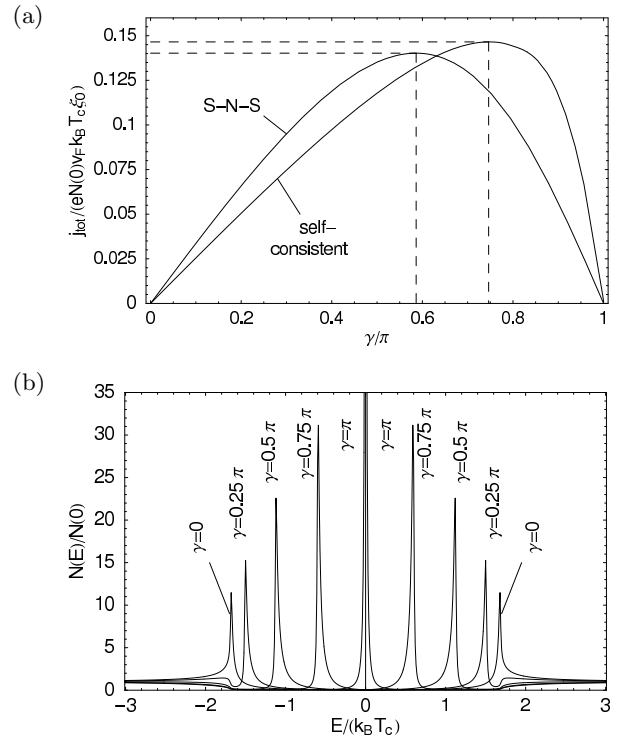 (a)
0.15
0.125
0.1
0.075
0.05
0.025
0
j_tot/(eN(0)v_F k_B T_c ξ_0)
S−N−S
self−
consistent
0 0.2 0.4 0.6 0.8 1
γ/π
(b)
35
30
25
20
15
10
5
0
N(E)/N(0)
γ=0
γ=0.25 π
γ=0.5 π
γ=0.75 π
γ=π
γ=π
γ=0.75 π
γ=0.5 π
γ=0.25 π
γ=0
−3 −2 −1 0 1 2 3
E/(k_B T_c)